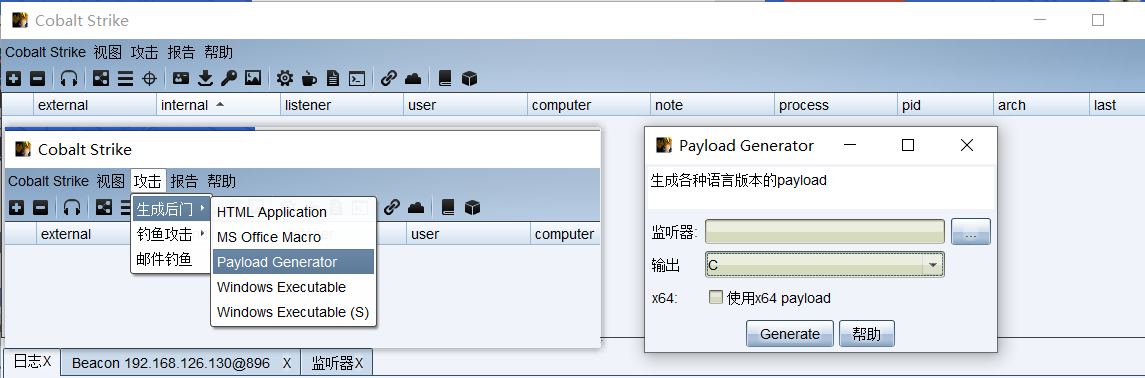 Cobalt Strike
Cobalt Strike 视图 攻击 报告 帮助
external internal listener user computer note process pid arch last
Cobalt Strike
Cobalt Strike 视图 攻击 报告 帮助
external user computer
生成后门
钓鱼攻击
邮件钓鱼
HTML Application
MS Office Macro
Payload Generator
Windows Executable
Windows Executable (S)
Payload Generator
生成各种语言版本的payload
监听器: ...
输出 C
x64: 使用x64 payload
Generate 帮助
日志X Beacon 192.168.126.130@896 X 监听器X